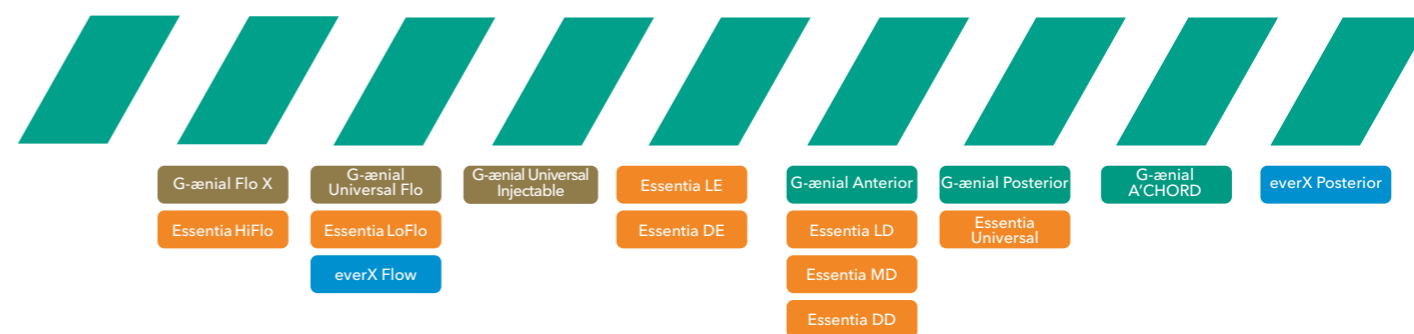 G-ænial Flo X
G-ænial
Universal Flo
G-ænial Universal
Injectable
Essentia LE
G-ænial Anterior
G-ænial Posterior
G-ænial
A'CHORD
everX Posterior
Essentia HiFlo
Essentia LoFlo
Essentia DE
Essentia LD
Essentia
Universal
everX Flow
Essentia MD
Essentia DD